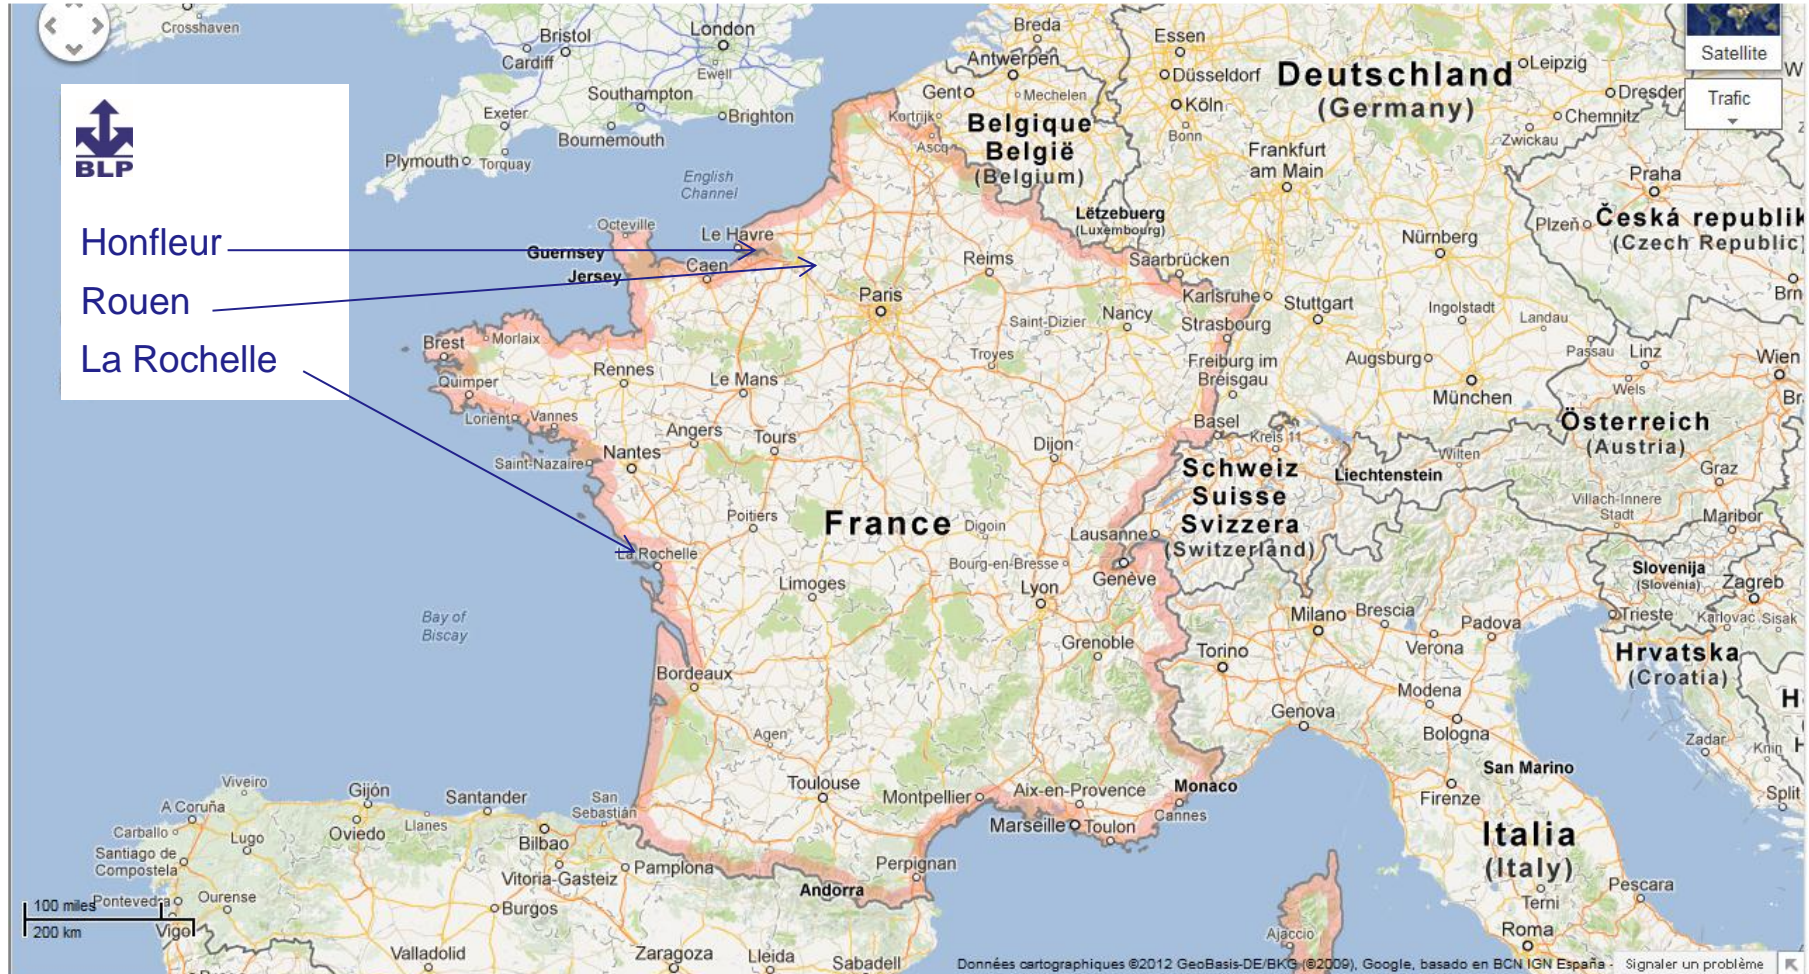 BLP
Honfleur
Rouen
La Rochelle
Crosshaven
Bristol
Cardiff
London
Ewell
Southampton
Exeter
Bournemouth
Brighton
Plymouth
Torquay
English
Channel
Breda
Antwerpen
Gent
Mechelen
Kortrijk
Ascq
Belgique
België
(Belgium)
Lëtzebuerg
(Luxembourg)
Essen
Düsseldorf
Köln
Bonn
Deutschland
(Germany)
Leipzig
Chemnitz
Zwickau
Frankfurt
am Main
Satellite
Trafic
Praha
Plzeň
Česká republik
(Czech Republic)
Nürnberg
Octeville
Guernsey
Jersey
Le Havre
Caen
Paris
Reims
Saarbrücken
Karlsruhe
Stuttgart
Ingolstadt
Landau
Brn
Strasbourg
Nancy
Saint-Dizier
Troyes
Freiburg im
Breisgau
Augsburg
München
Passau
Linz
Wels
Wien
Brest
Morlaix
Quimper
Lorient
Vannes
Rennes
Le Mans
Angers
Tours
Nantes
Saint-Nazaire
Dijon
Basel
Kreis 11
Schweiz
Suisse
Svizzera
(Switzerland)
Liechtenstein
Wilten
Österreich
(Austria)
Graz
Villach-Innere
Stadt
Maribor
Poitiers
France
Digoin
Lausanne
La Rochelle
Bourg-en-Bresse
Genève
Limoges
Lyon
Grenoble
Bay of
Biscay
Bordeaux
Agen
Toulouse
Montpellier
Aix-en-Provence
Marseille
Toulon
Cannes
Monaco
Perpignan
Andorra
Milano
Brescia
Padova
Verona
Torino
Modena
Genova
Bologna
San Marino
Firenze
Slovenija
(Slovenia)
Zagreb
Trieste
Karlovac
Sisak
Hrvatska
(Croatia)
Zadar
Knin
Split
Italia
(Italy)
Pescara
Terni
Roma
Ajaccio
Viveiro
A Coruña
Gijón
Santander
San
Sebastián
Carballo
Lugo
Oviedo
Llanes
Bilbao
Santiago de
Compostela
Vitoria-Gasteiz
Pamplona
Pontevedra
Ourense
Burgos
Vigo
Valladolid
Zaragoza
Lleida
Sabadell
100 miles
200 km
Données cartographiques ©2012 GeoBasis-DE/BKG (©2009), Google, basado en BCN IGN España - Signaler un problème